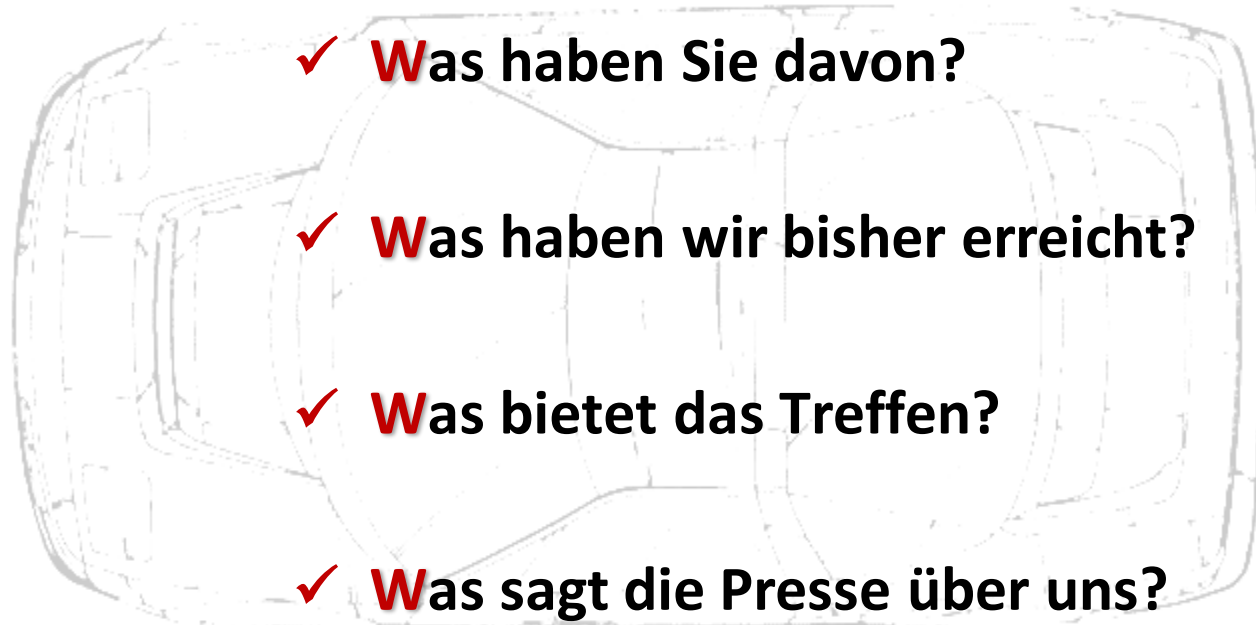 ✓ Was haben Sie davon?
✓ Was haben wir bisher erreicht?
✓ Was bietet das Treffen?
✓ Was sagt die Presse über uns?